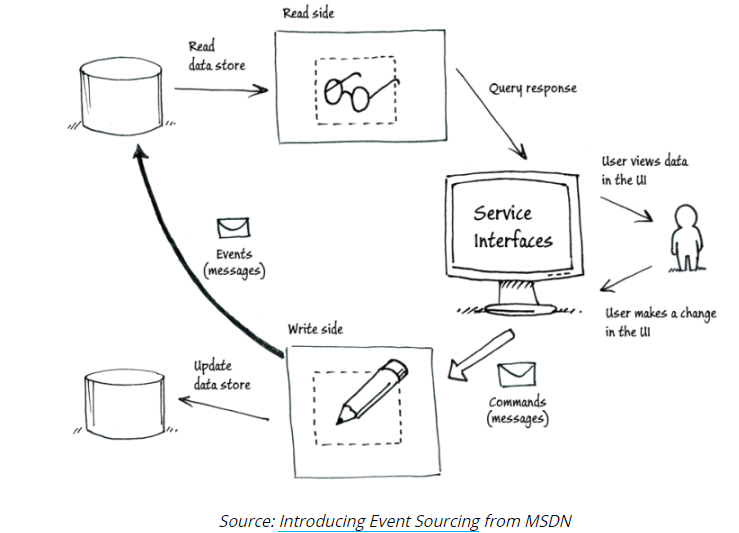 Read side
Read
data store
Query response
User views data
in the UI
Service
Interfaces
Events
(messages)
User makes a change
in the UI
Write side
Update
data store
Commands
(messages)
Source: Introducing Event Sourcing from MSDN